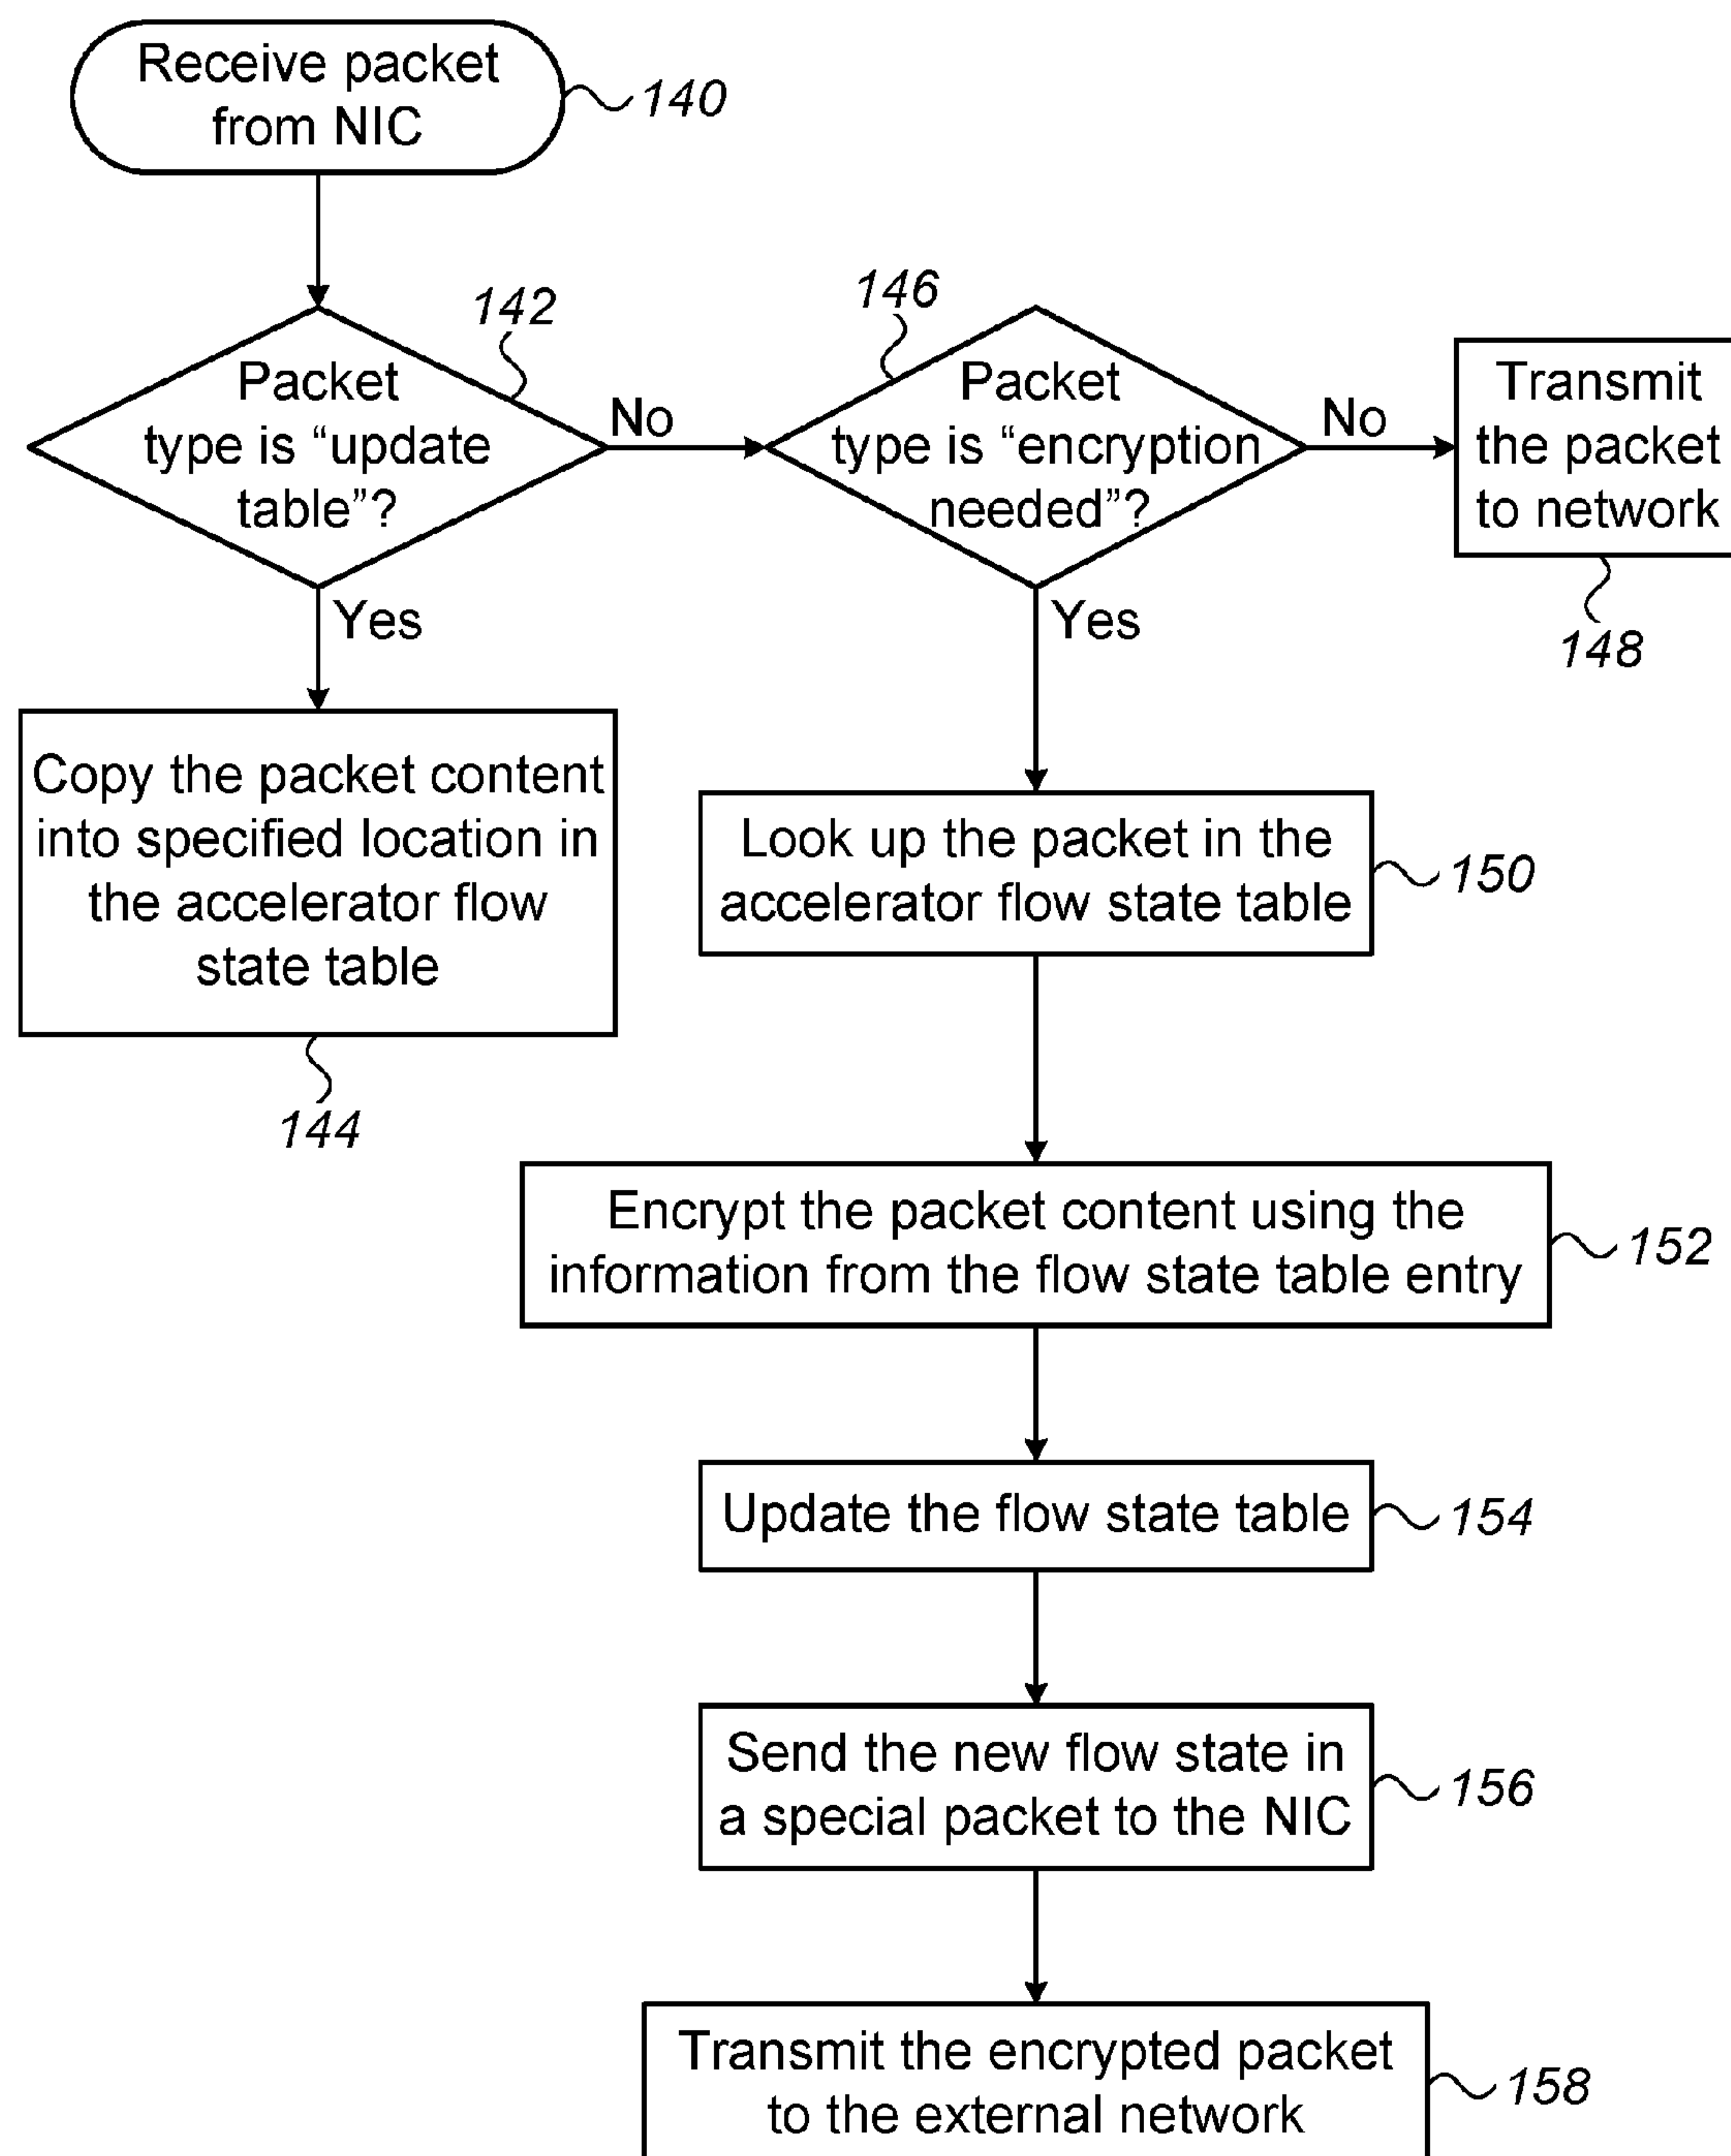 Receive packet
from NIC
140
142
Packet
type is “update
table”?
No
Yes
146
Packet
type is “encryption
needed”?
No
Yes
Transmit
the packet
to network
148
Copy the packet content
into specified location in
the accelerator flow
state table
144
Look up the packet in the
accelerator flow state table
150
Encrypt the packet content using the
information from the flow state table entry
152
Update the flow state table
154
Send the new flow state in
a special packet to the NIC
156
Transmit the encrypted packet
to the external network
158